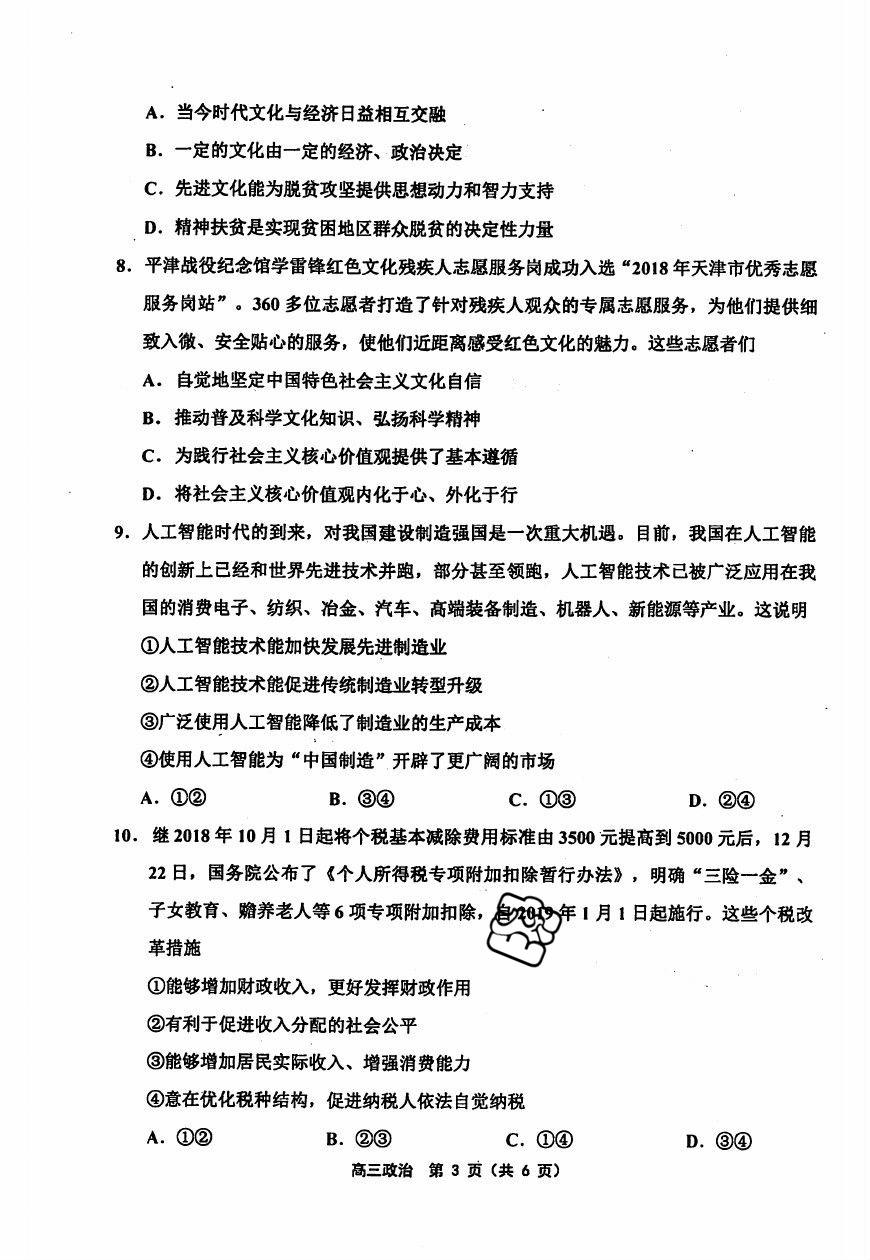 A．当今时代文化与经济日益相互交融
B．一定的文化由一定的经济、政治决定
C．先进文化能为脱贫攻坚提供思想动力和智力支持
D．精神扶贫是实现贫困地区群众脱贫的决定性力量
8．平津战役纪念馆学雷锋红色文化残疾人志愿服务岗成功入选“2018 年天津市优秀志愿
服务岗站”。360 多位志愿者打造了针对残疾人观众的专属志愿服务，为他们提供细
致入微、安全贴心的服务，使他们近距离感受红色文化的魅力。这些志愿者们
A．自觉地坚定中国特色社会主义文化自信
B．推动普及科学文化知识、弘扬科学精神
C．为践行社会主义核心价值观提供了基本遵循
D．将社会主义核心价值观内化于心、外化于行
9．人工智能时代的到来，对我国建设制造强国是一次重大机遇。目前，我国在人工智能
的创新上已经和世界先进技术并跑，部分甚至领跑，人工智能技术已被广泛应用在我
国的消费电子、纺织、冶金、汽车、高端装备制造、机器人、新能源等产业。这说明
①人工智能技术能加快发展先进制造业
②人工智能技术能促进传统制造业转型升级
③广泛使用人工智能降低了制造业的生产成本
④使用人工智能为“中国制造”开辟了更广阔的市场
A．①② B．③④ C．①③ D．②④
10．继 2018 年 10 月 1 日起将个税基本减除费用标准由 3500 元提高到 5000 元后，12 月
22 日，国务院公布了《个人所得税专项附加扣除暂行办法》，明确“三险一金”、
子女教育、赡养老人等 6 项专项附加扣除，自 2019 年 1 月 1 日起施行。这些个税改
革措施
①能够增加财政收入，更好发挥财政作用
②有利于促进收入分配的社会公平
③能够增加居民实际收入、增强消费能力
④意在优化税种结构，促进纳税人依法自觉纳税
A．①② B．②③ C．①④ D．③④
高三政治 第 3 页（共 6 页）